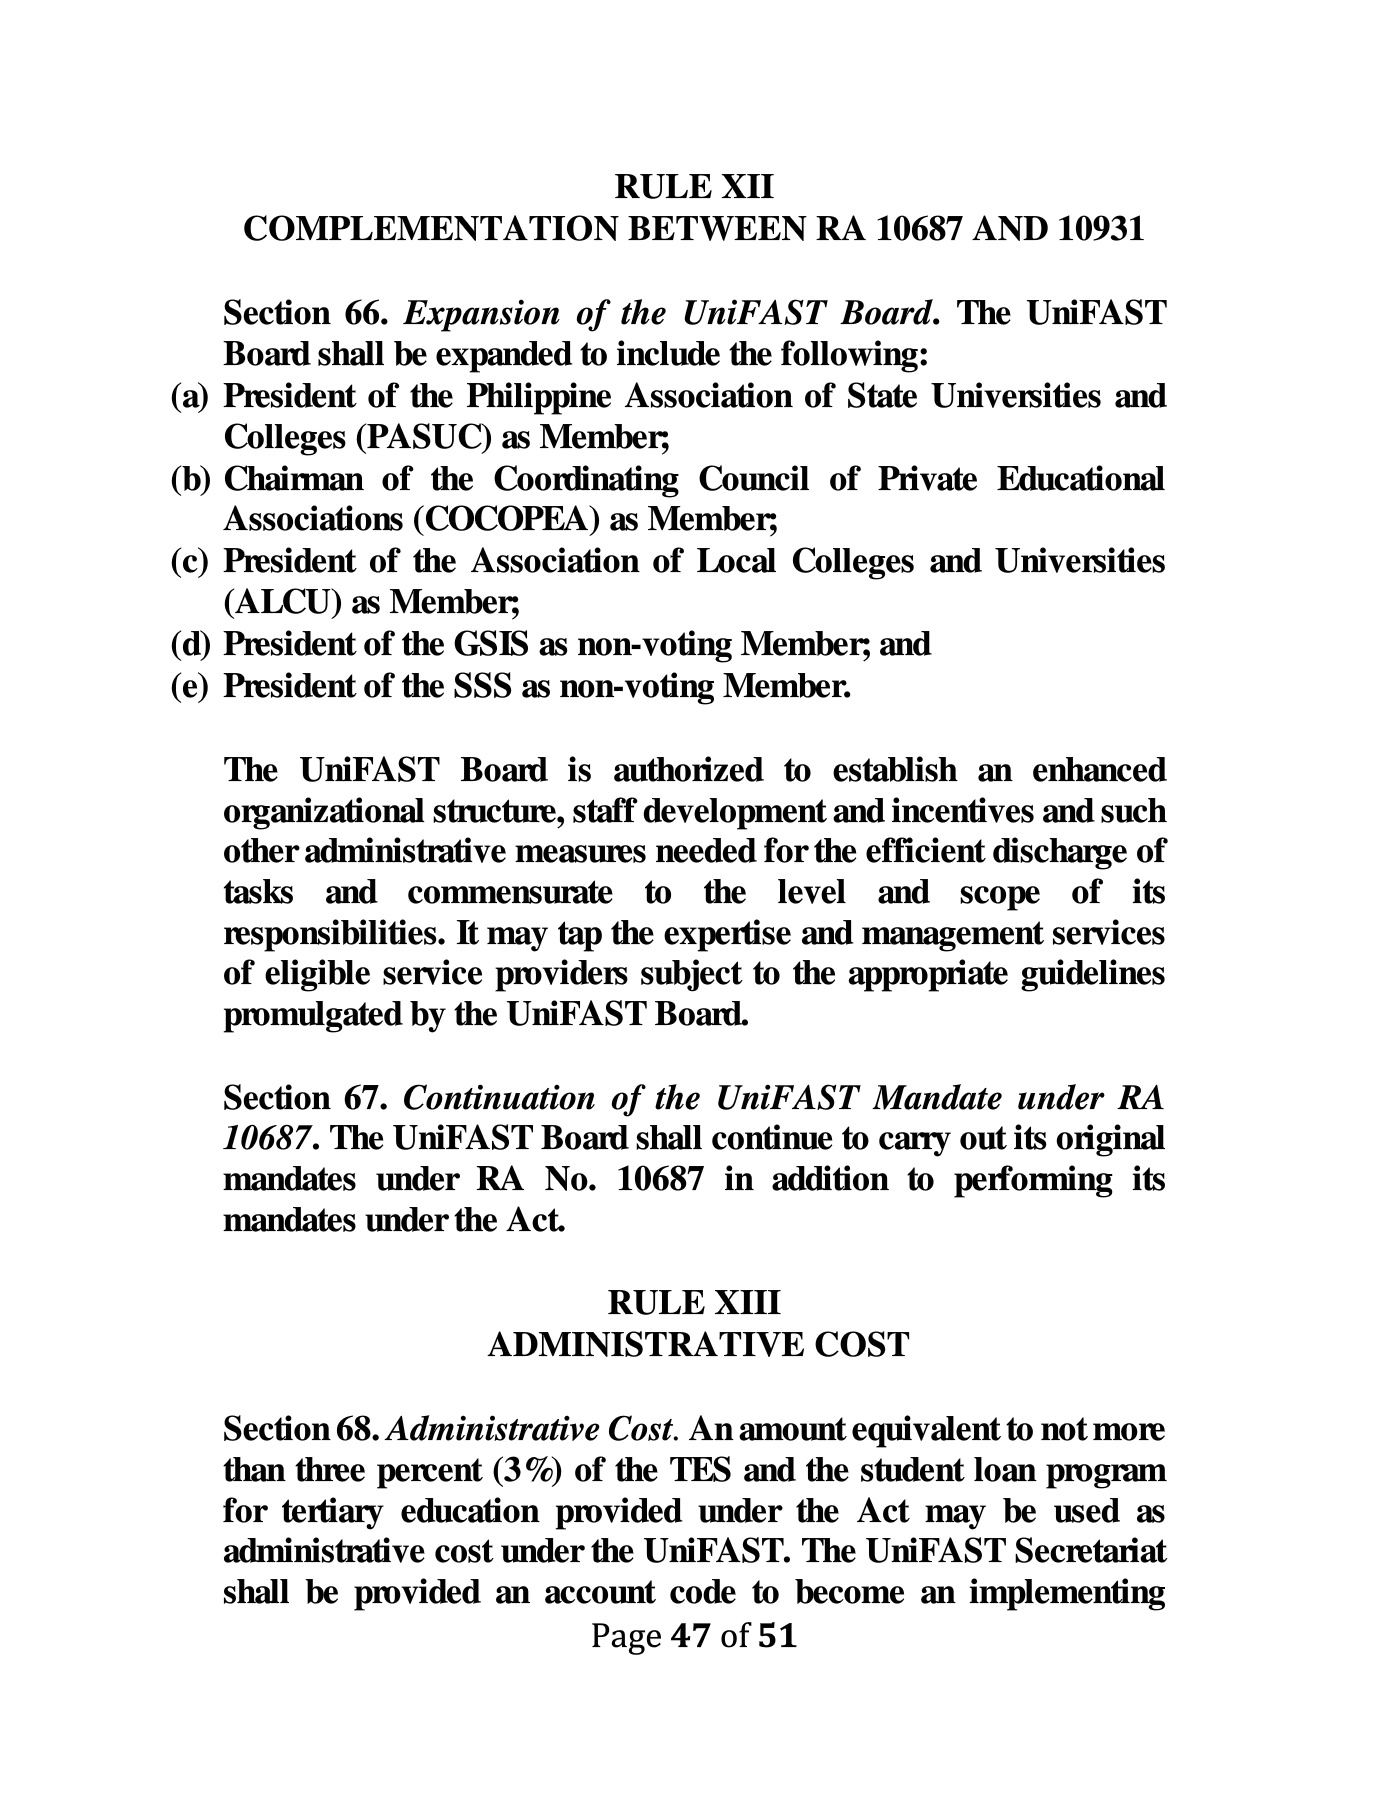 RULE XII
COMPLEMENTATION BETWEEN RA 10687 AND 10931
Section 66. Expansion of the UniFAST Board. The UniFAST
Board shall be expanded to include the following:
(a) President of the Philippine Association of State Universities and
Colleges (PASUC) as Member;
(b) Chairman of the Coordinating Council of Private Educational
Associations (COCOPEA) as Member;
(c) President of the Association of Local Colleges and Universities
(ALCU) as Member;
(d) President of the GSIS as non-voting Member; and
(e) President of the SSS as non-voting Member.
The UniFAST Board is authorized to establish an enhanced
organizational structure, staff development and incentives and such
other administrative measures needed for the efficient discharge of
tasks and commensurate to the level and scope of its
responsibilities. It may tap the expertise and management services
of eligible service providers subject to the appropriate guidelines
promulgated by the UniFAST Board.
Section 67. Continuation of the UniFAST Mandate under RA
10687. The UniFAST Board shall continue to carry out its original
mandates under RA No. 10687 in addition to performing its
mandates under the Act.
RULE XIII
ADMINISTRATIVE COST
Section 68. Administrative Cost. An amount equivalent to not more
than three percent (3%) of the TES and the student loan program
for tertiary education provided under the Act may be used as
administrative cost under the UniFAST. The UniFAST Secretariat
shall be provided an account code to become an implementing
Page 47 of 51